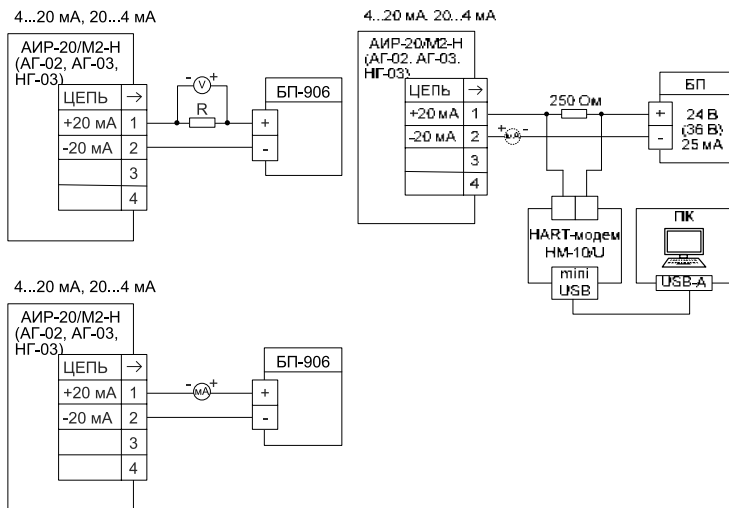 4...20 мА, 20...4 мА
АИР-20/М2-Н
(АГ-02, АГ-03,
НГ-03)
ЦЕПЬ →
+20 мА 1
-20 мА 2
3
4
- V +
R
БП-906
+
-
4...20 мА. 20...4 мА
АИР-20/М2-Н
(АГ-02. АГ-03.
НГ-03)
ЦЕПЬ →
+20 мА 1
-20 мА 2
3
4
+ мА -
250 Ом
БП
+
-
24 В
(36 В)
25 мА
HART-модем
НМ-10/U
mini
USB
ПК
USB-A
4...20 мА, 20...4 мА
АИР-20/М2-Н
(АГ-02, АГ-03,
НГ-03)
ЦЕПЬ →
+20 мА 1
-20 мА 2
3
4
- мА +
БП-906
+
-